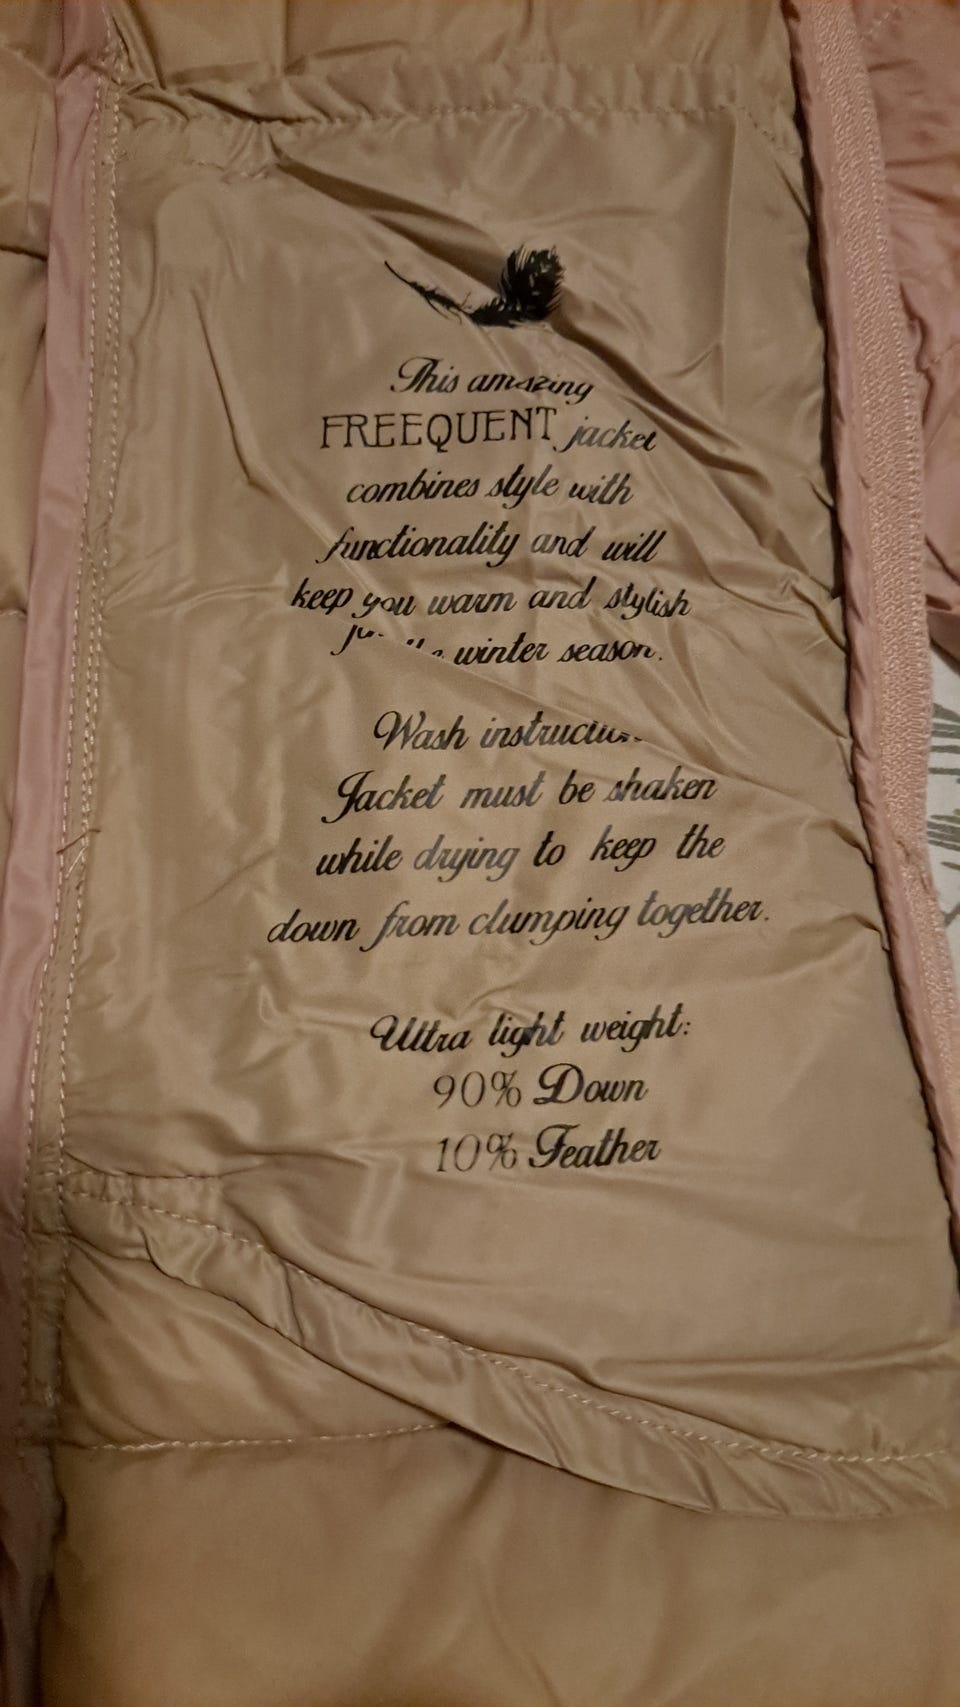 This amazing
FREEQUENT jacket
combines style with
functionality and will
keep you warm and stylish
winter season.
Wash
Jacket must be shaken
while drying to keep the
down from clumping together.
Ultra light weight:
90% Down
10% Feather